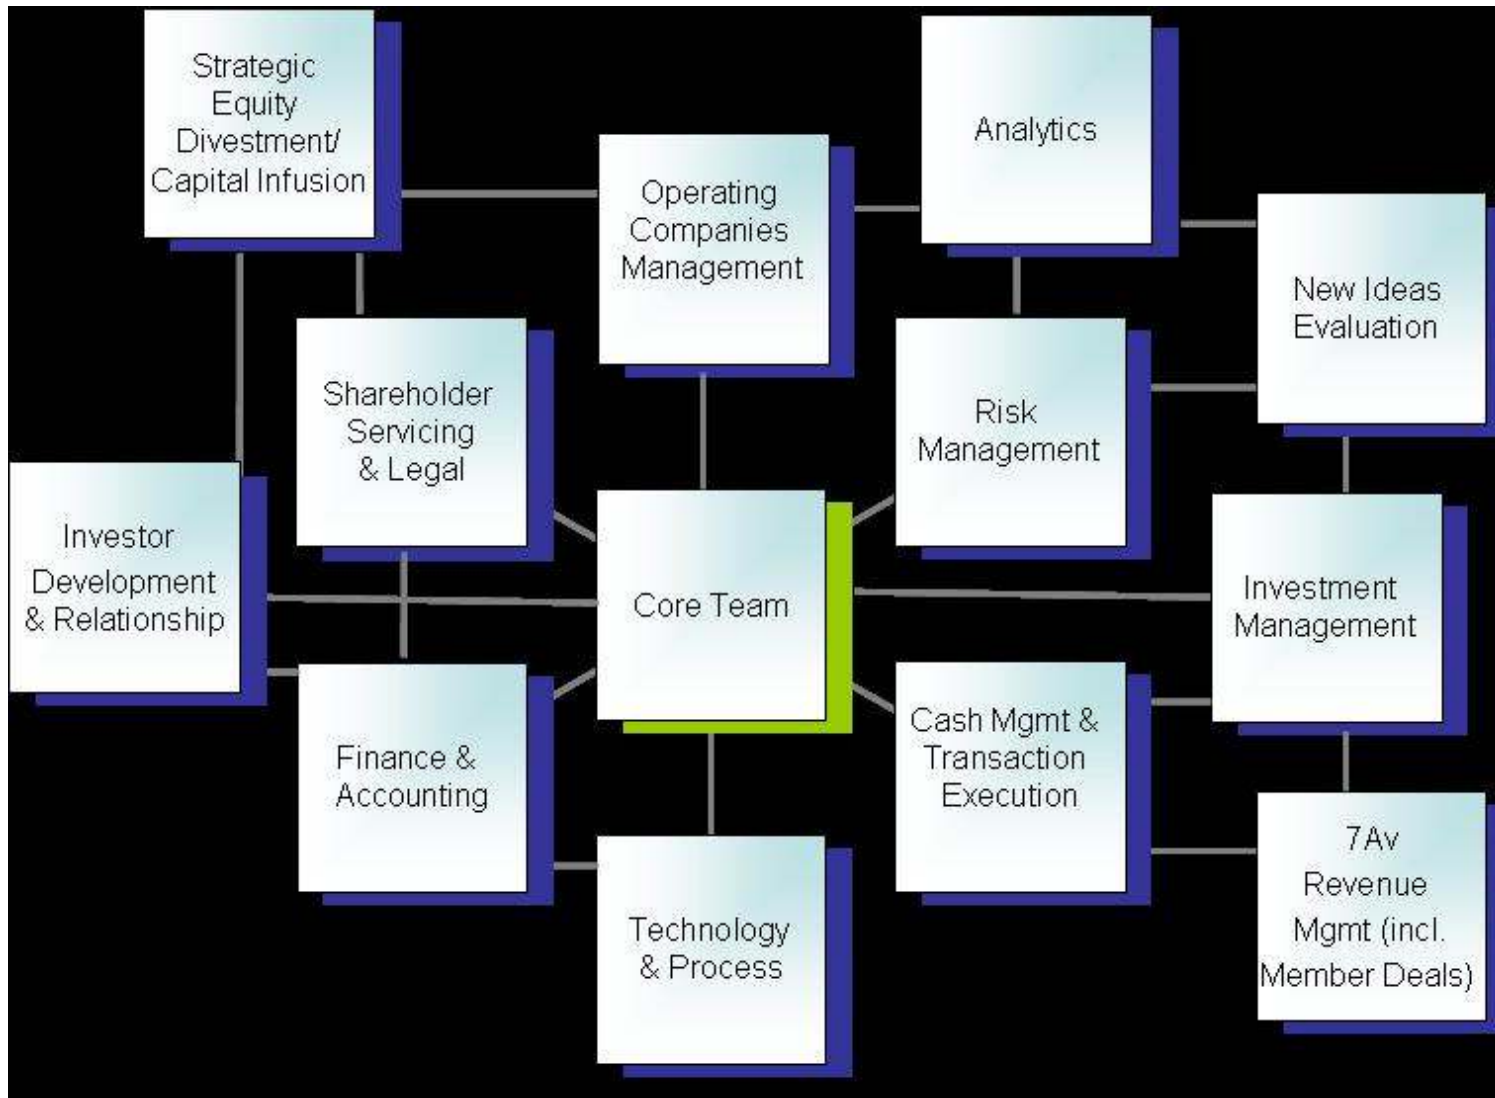 Strategic
Equity
Divestment/
Capital Infusion
Analytics
Operating
Companies
Management
New Ideas
Evaluation
Shareholder
Servicing
& Legal
Risk
Management
Investor
Development
& Relationship
Core Team
Investment
Management
Finance &
Accounting
Cash Mgmt &
Transaction
Execution
Technology
& Process
7Av
Revenue
Mgmt (incl.
Member Deals)